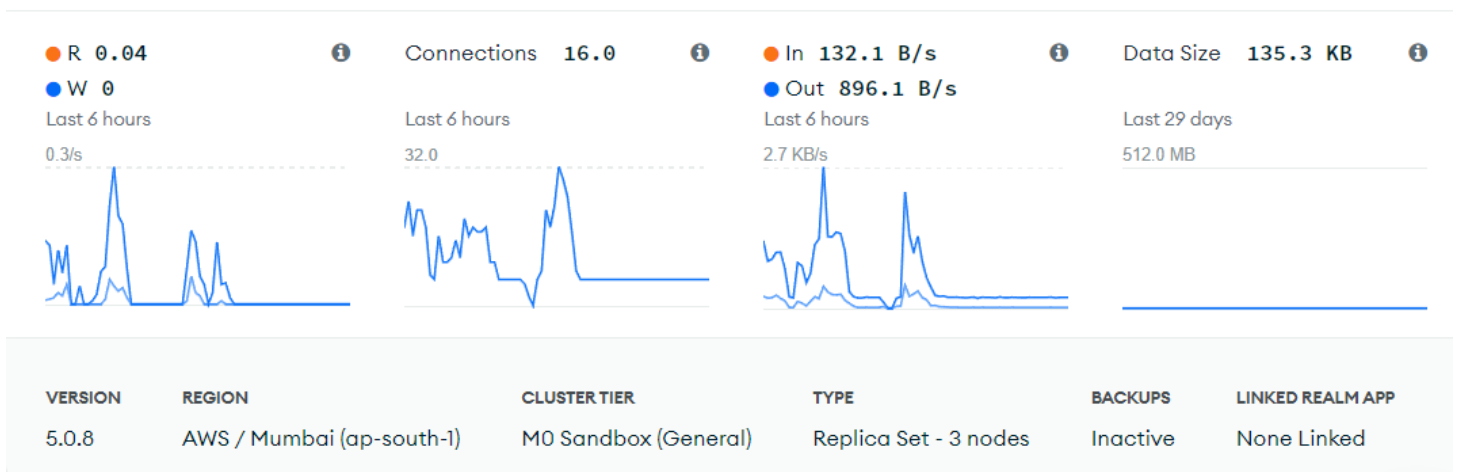 R 0.04
W 0
Last 6 hours
0.3/s
Connections 16.0
Last 6 hours
32.0
In 132.1 B/s
Out 896.1 B/s
Last 6 hours
2.7 KB/s
Data Size 135.3 KB
Last 29 days
512.0 MB
VERSION
5.0.8
REGION
AWS / Mumbai (ap-south-1)
CLUSTER TIER
M0 Sandbox (General)
TYPE
Replica Set - 3 nodes
BACKUPS
Inactive
LINKED REALM APP
None Linked